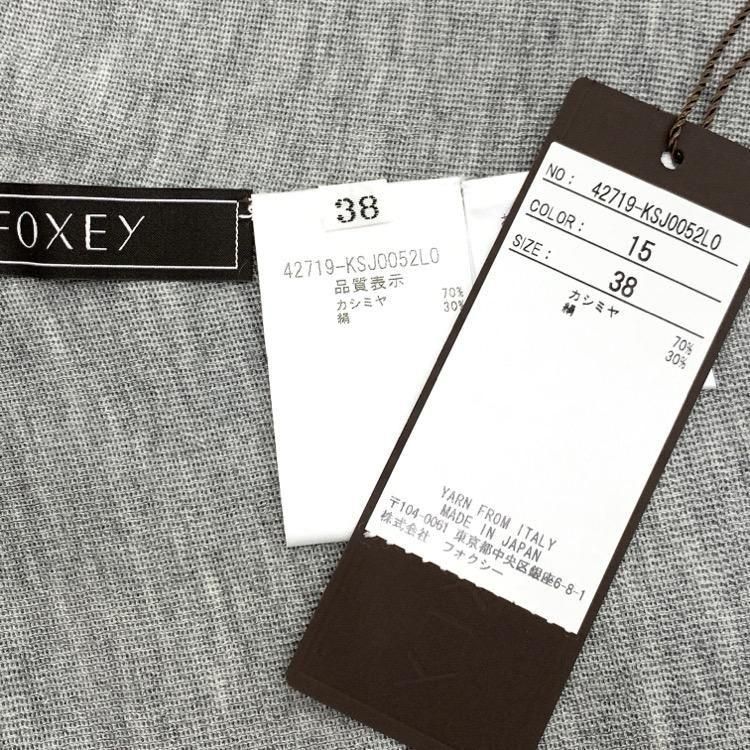 FOXEY
38
42719-KSJ0052L0
品質表示
カシミヤ 70%
絹 30%
NO: 42719-KSJ0052L0
COLOR: 15
SIZE: 38
カシミヤ 70%
絹 30%
YARN FROM ITALY
MADE IN JAPAN
〒104-0061 東京都中央区銀座6-8-1
株式会社 フォクシー